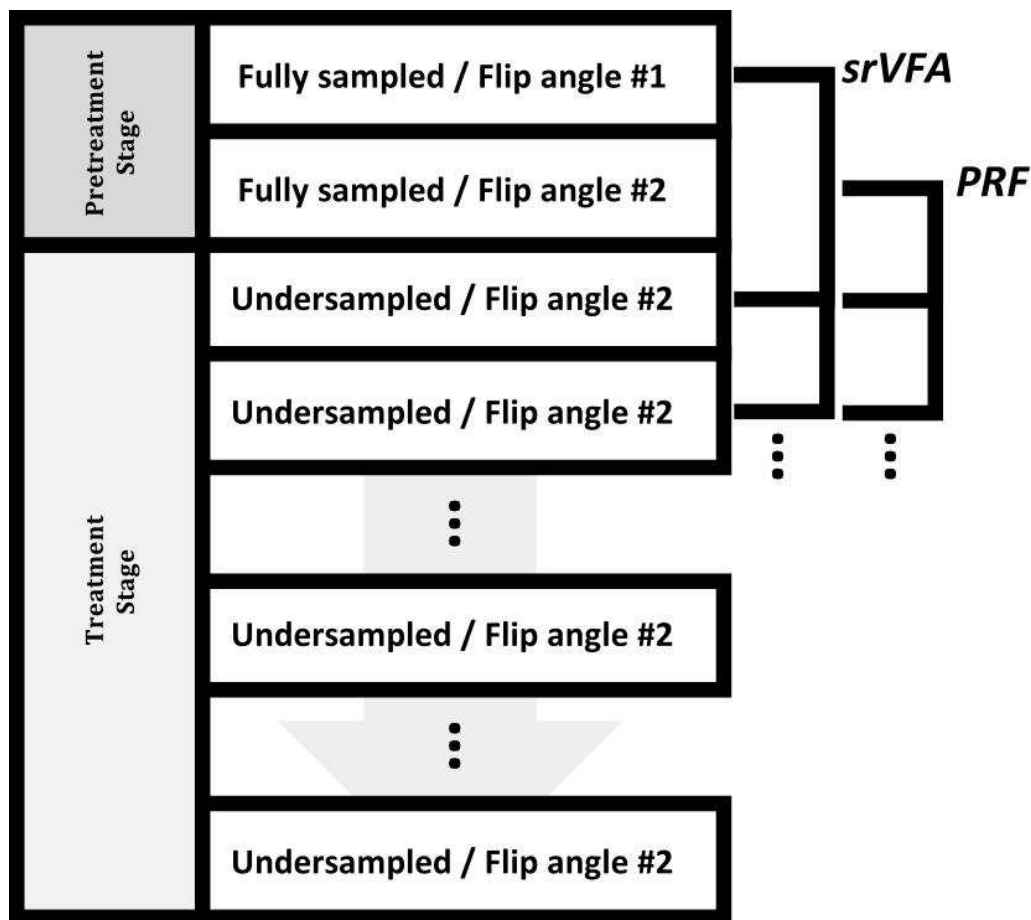 Pretreatment
Stage
Fully sampled / Flip angle #1
srVFA
Fully sampled / Flip angle #2
PRF
Treatment
Stage
Undersampled / Flip angle #2
Undersampled / Flip angle #2
Undersampled / Flip angle #2
Undersampled / Flip angle #2